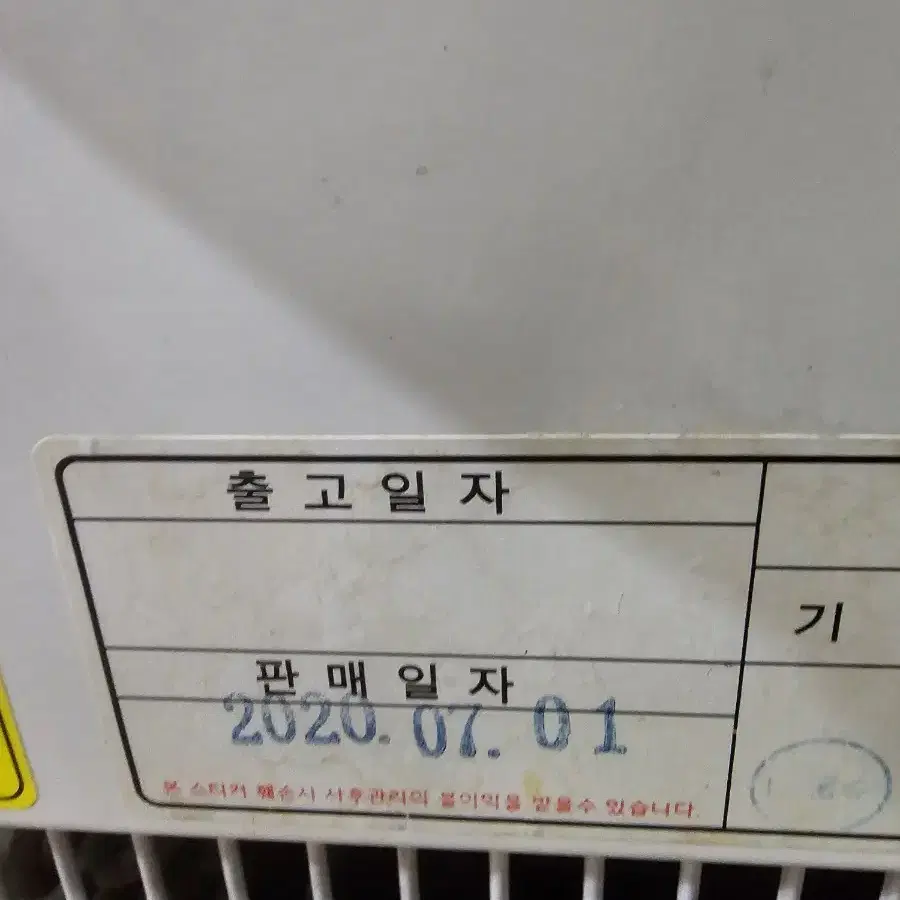 출고일자
기
판매일자
2020.07.01
본 스티커 훼손시 사후관리의 불이익을 받을수 있습니다.